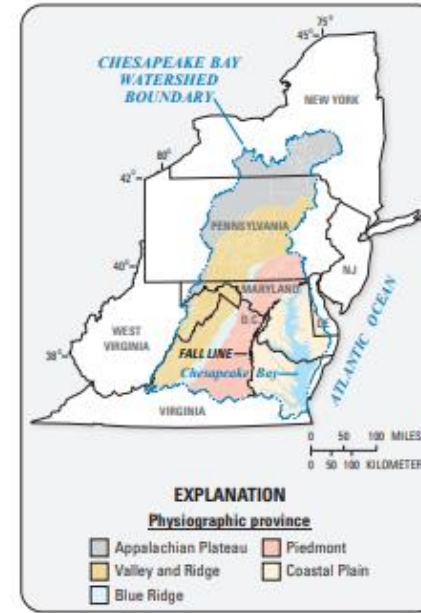 75°
45°
CHESAPEAKE BAY
WATERSHED
BOUNDARY
NEW YORK
80°
42°
PENNSYLVANIA
40°
NJ
MARYLAND
D.C.
DE
WEST
VIRGINIA
38°
FALL LINE
Chesapeake Bay
ATLANTIC OCEAN
VIRGINIA
0 50 100 MILES
0 50 100 KILOMETER
EXPLANATION
Physiographic province
Appalachian Plateau
Piedmont
Valley and Ridge
Coastal Plain
Blue Ridge